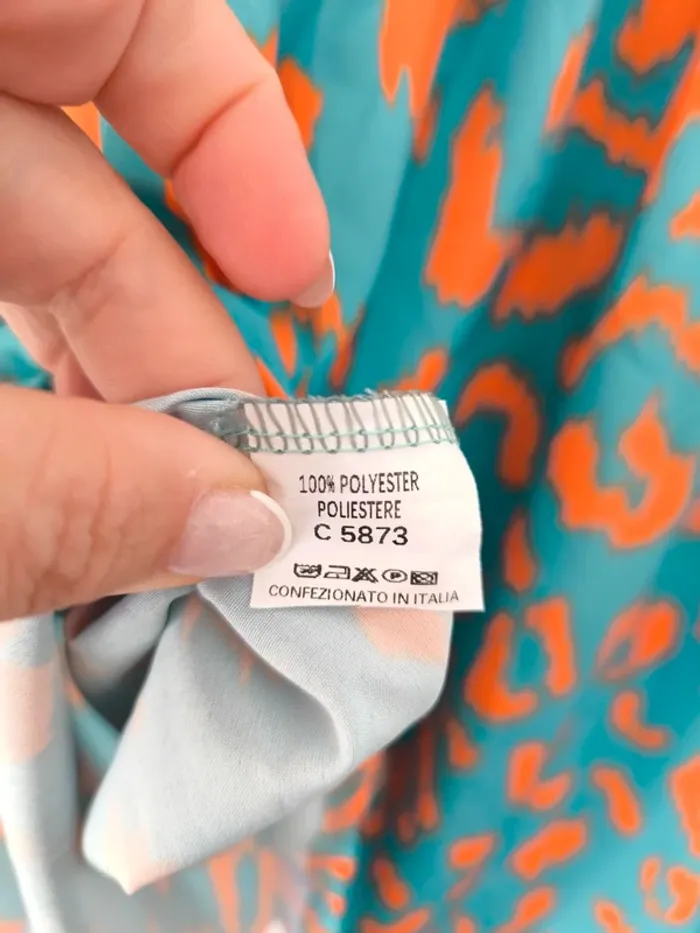 100% POLYESTER
POLIESTERE
C 5873
P
CONFEZIONATO IN ITALIA